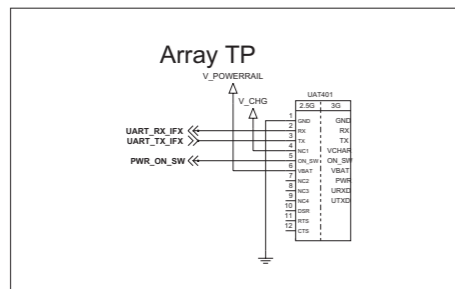 Array TP
V_POWERRAIL
V_CHG
UAT401
2.5G 3G
1 GND GND
UART_RX_IFX 2 RX RX
UART_TX_IFX 3 TX TX
4 NC1 VCHAR
PWR_ON_SW 5 ON_SW ON_SW
6 VBAT VBAT
7 NC2 PWR
8 NC3 URXD
9 NC4 UTXD
10 DSR
11 RTS
12 CTS